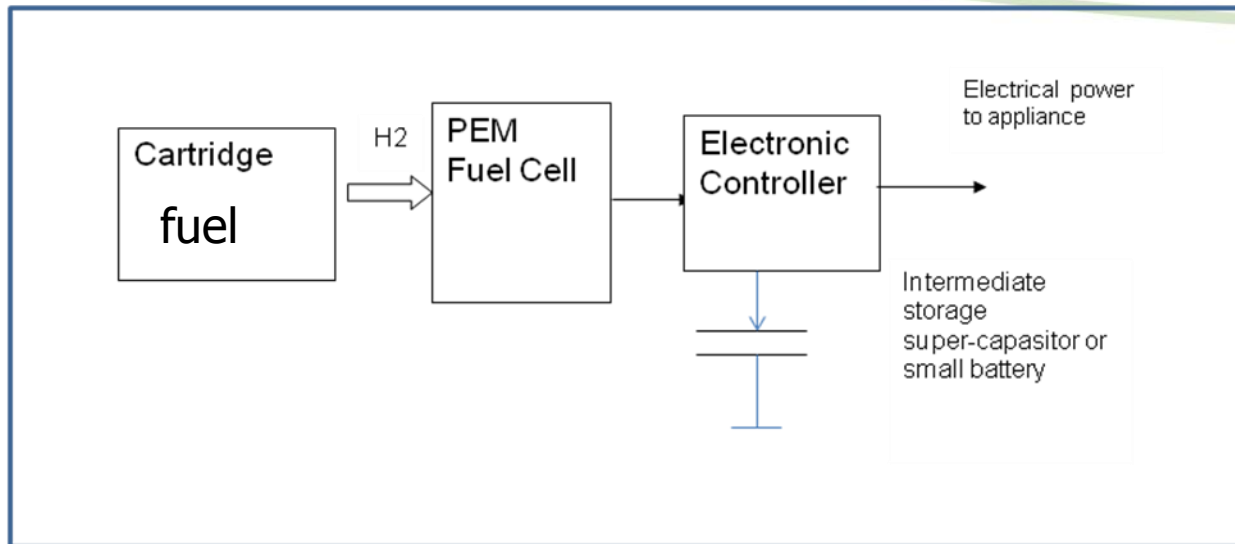 Cartridge
fuel
H2
PEM
Fuel Cell
Electronic
Controller
Electrical power
to appliance
Intermediate
storage
super-capasitor or
small battery